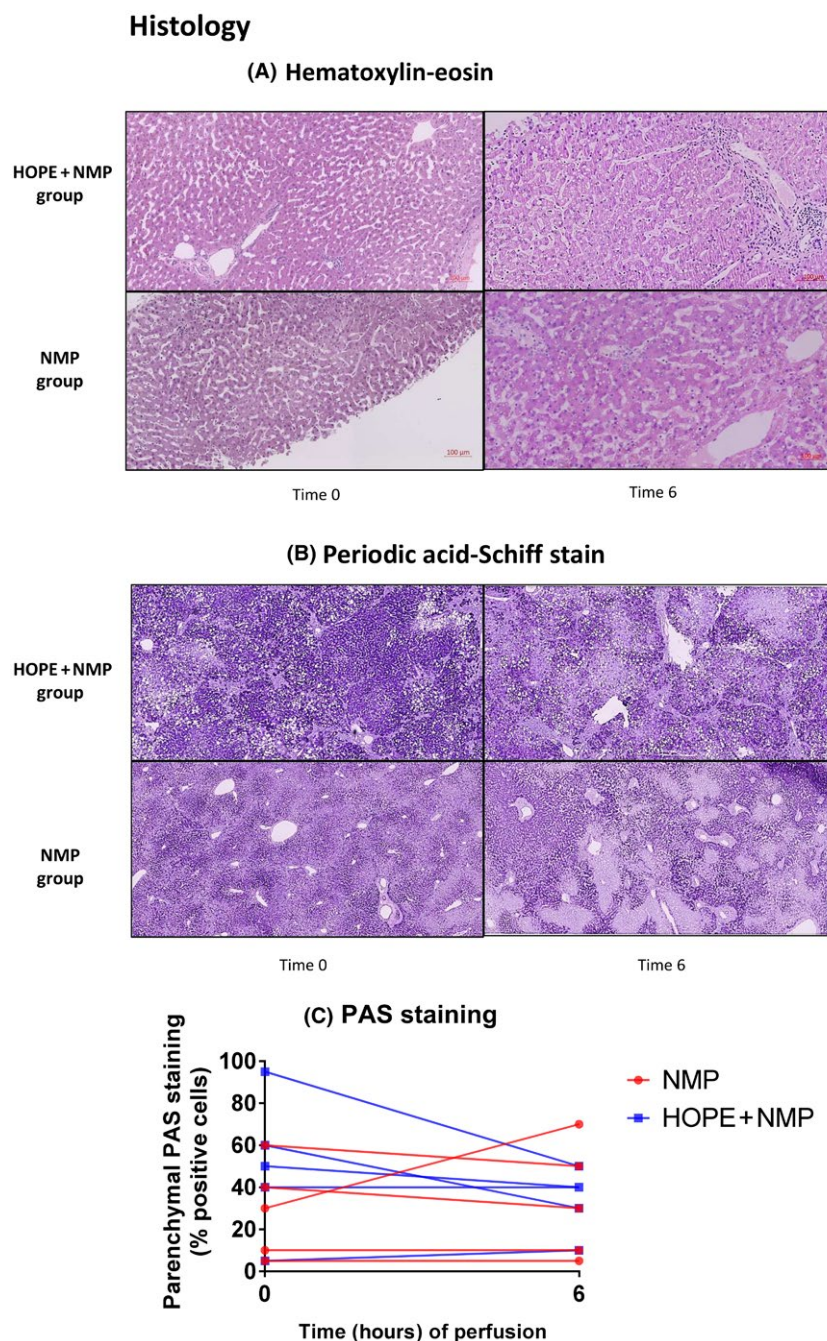 Histology
(A) Hematoxylin-eosin
HOPE + NMP
group
NMP
group
100 µm
Time 0
Time 6
(B) Periodic acid-Schiff stain
HOPE + NMP
group
NMP
group
Time 0
Time 6
(C) PAS staining
Parenchymal PAS staining
(% positive cells)
100
80
60
40
20
0
0
6
Time (hours) of perfusion
NMP
HOPE+NMP